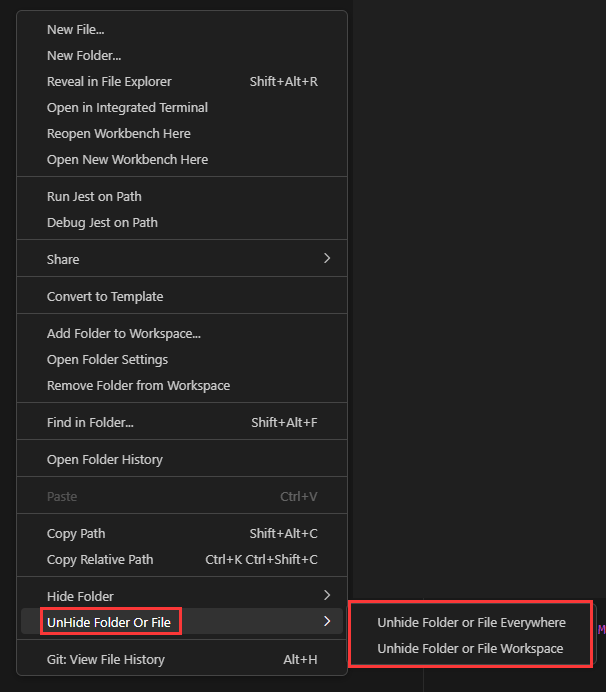 New File...
New Folder...
Reveal in File Explorer Shift+Alt+R
Open in Integrated Terminal
Reopen Workbench Here
Open New Workbench Here
Run Jest on Path
Debug Jest on Path
Share
Convert to Template
Add Folder to Workspace...
Open Folder Settings
Remove Folder from Workspace
Find in Folder... Shift+Alt+F
Open Folder History
Paste Ctrl+V
Copy Path Shift+Alt+C
Copy Relative Path Ctrl+K Ctrl+Shift+C
Hide Folder
UnHide Folder Or File
Unhide Folder or File Everywhere
Unhide Folder or File Workspace
Git: View File History Alt+H